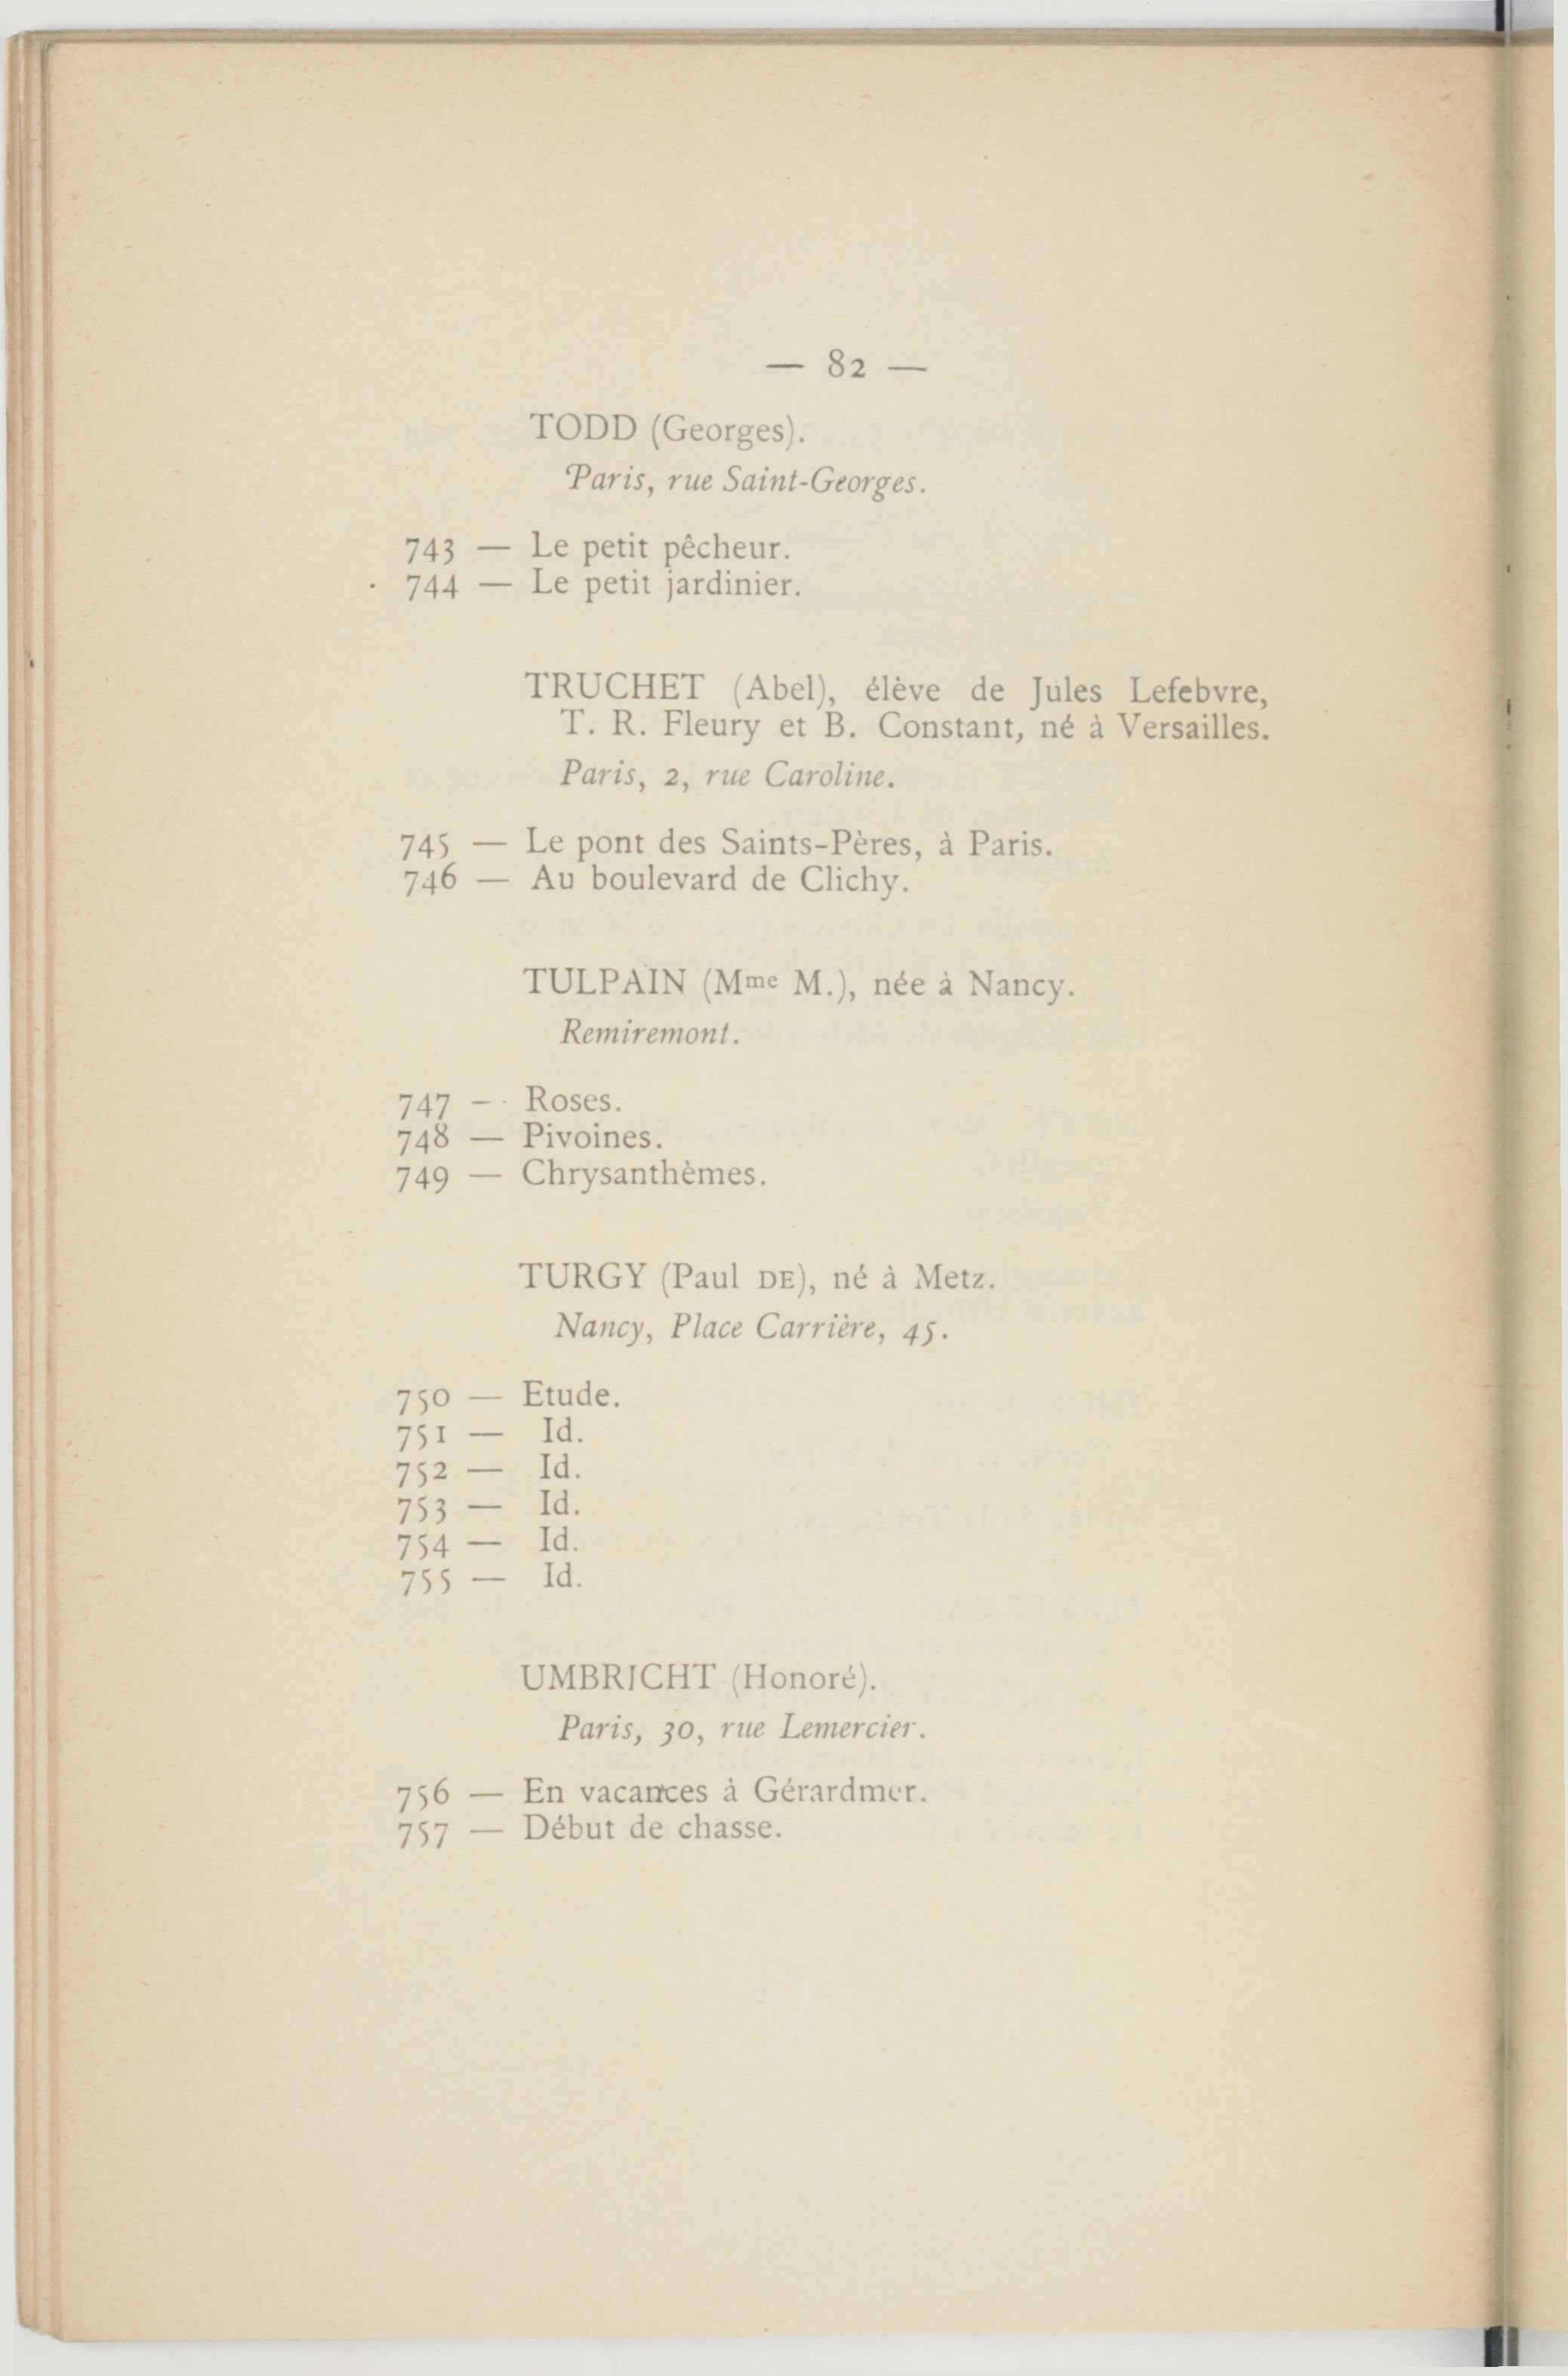 — 82 —
TODD (Georges).
Paris, rue Saint-Georges.
743 — Le petit pêcheur.
744 — Le petit jardinier.
TRUCHET (Abel), élève de Jules Lefebvre,
T. R. Fleury et B. Constant, né à Versailles.
Paris, 2, rue Caroline.
745 — Le pont des Saints-Pères, à Paris.
746 — Au boulevard de Clichy.
TULPAIN (Mme M.), née à Nancy.
Remiremont.
747 — Roses.
748 — Pivoines.
749 — Chrysanthèmes.
TURGY (Paul DE), né à Metz.
Nancy, Place Carrière, 45.
750 — Etude.
751 — Id.
752 — Id.
753 — Id.
754 — Id.
755 — Id.
UMBRICHT (Honoré).
Paris, 30, rue Lemercier.
756 — En vacances à Gérardmer.
757 — Début de chasse.